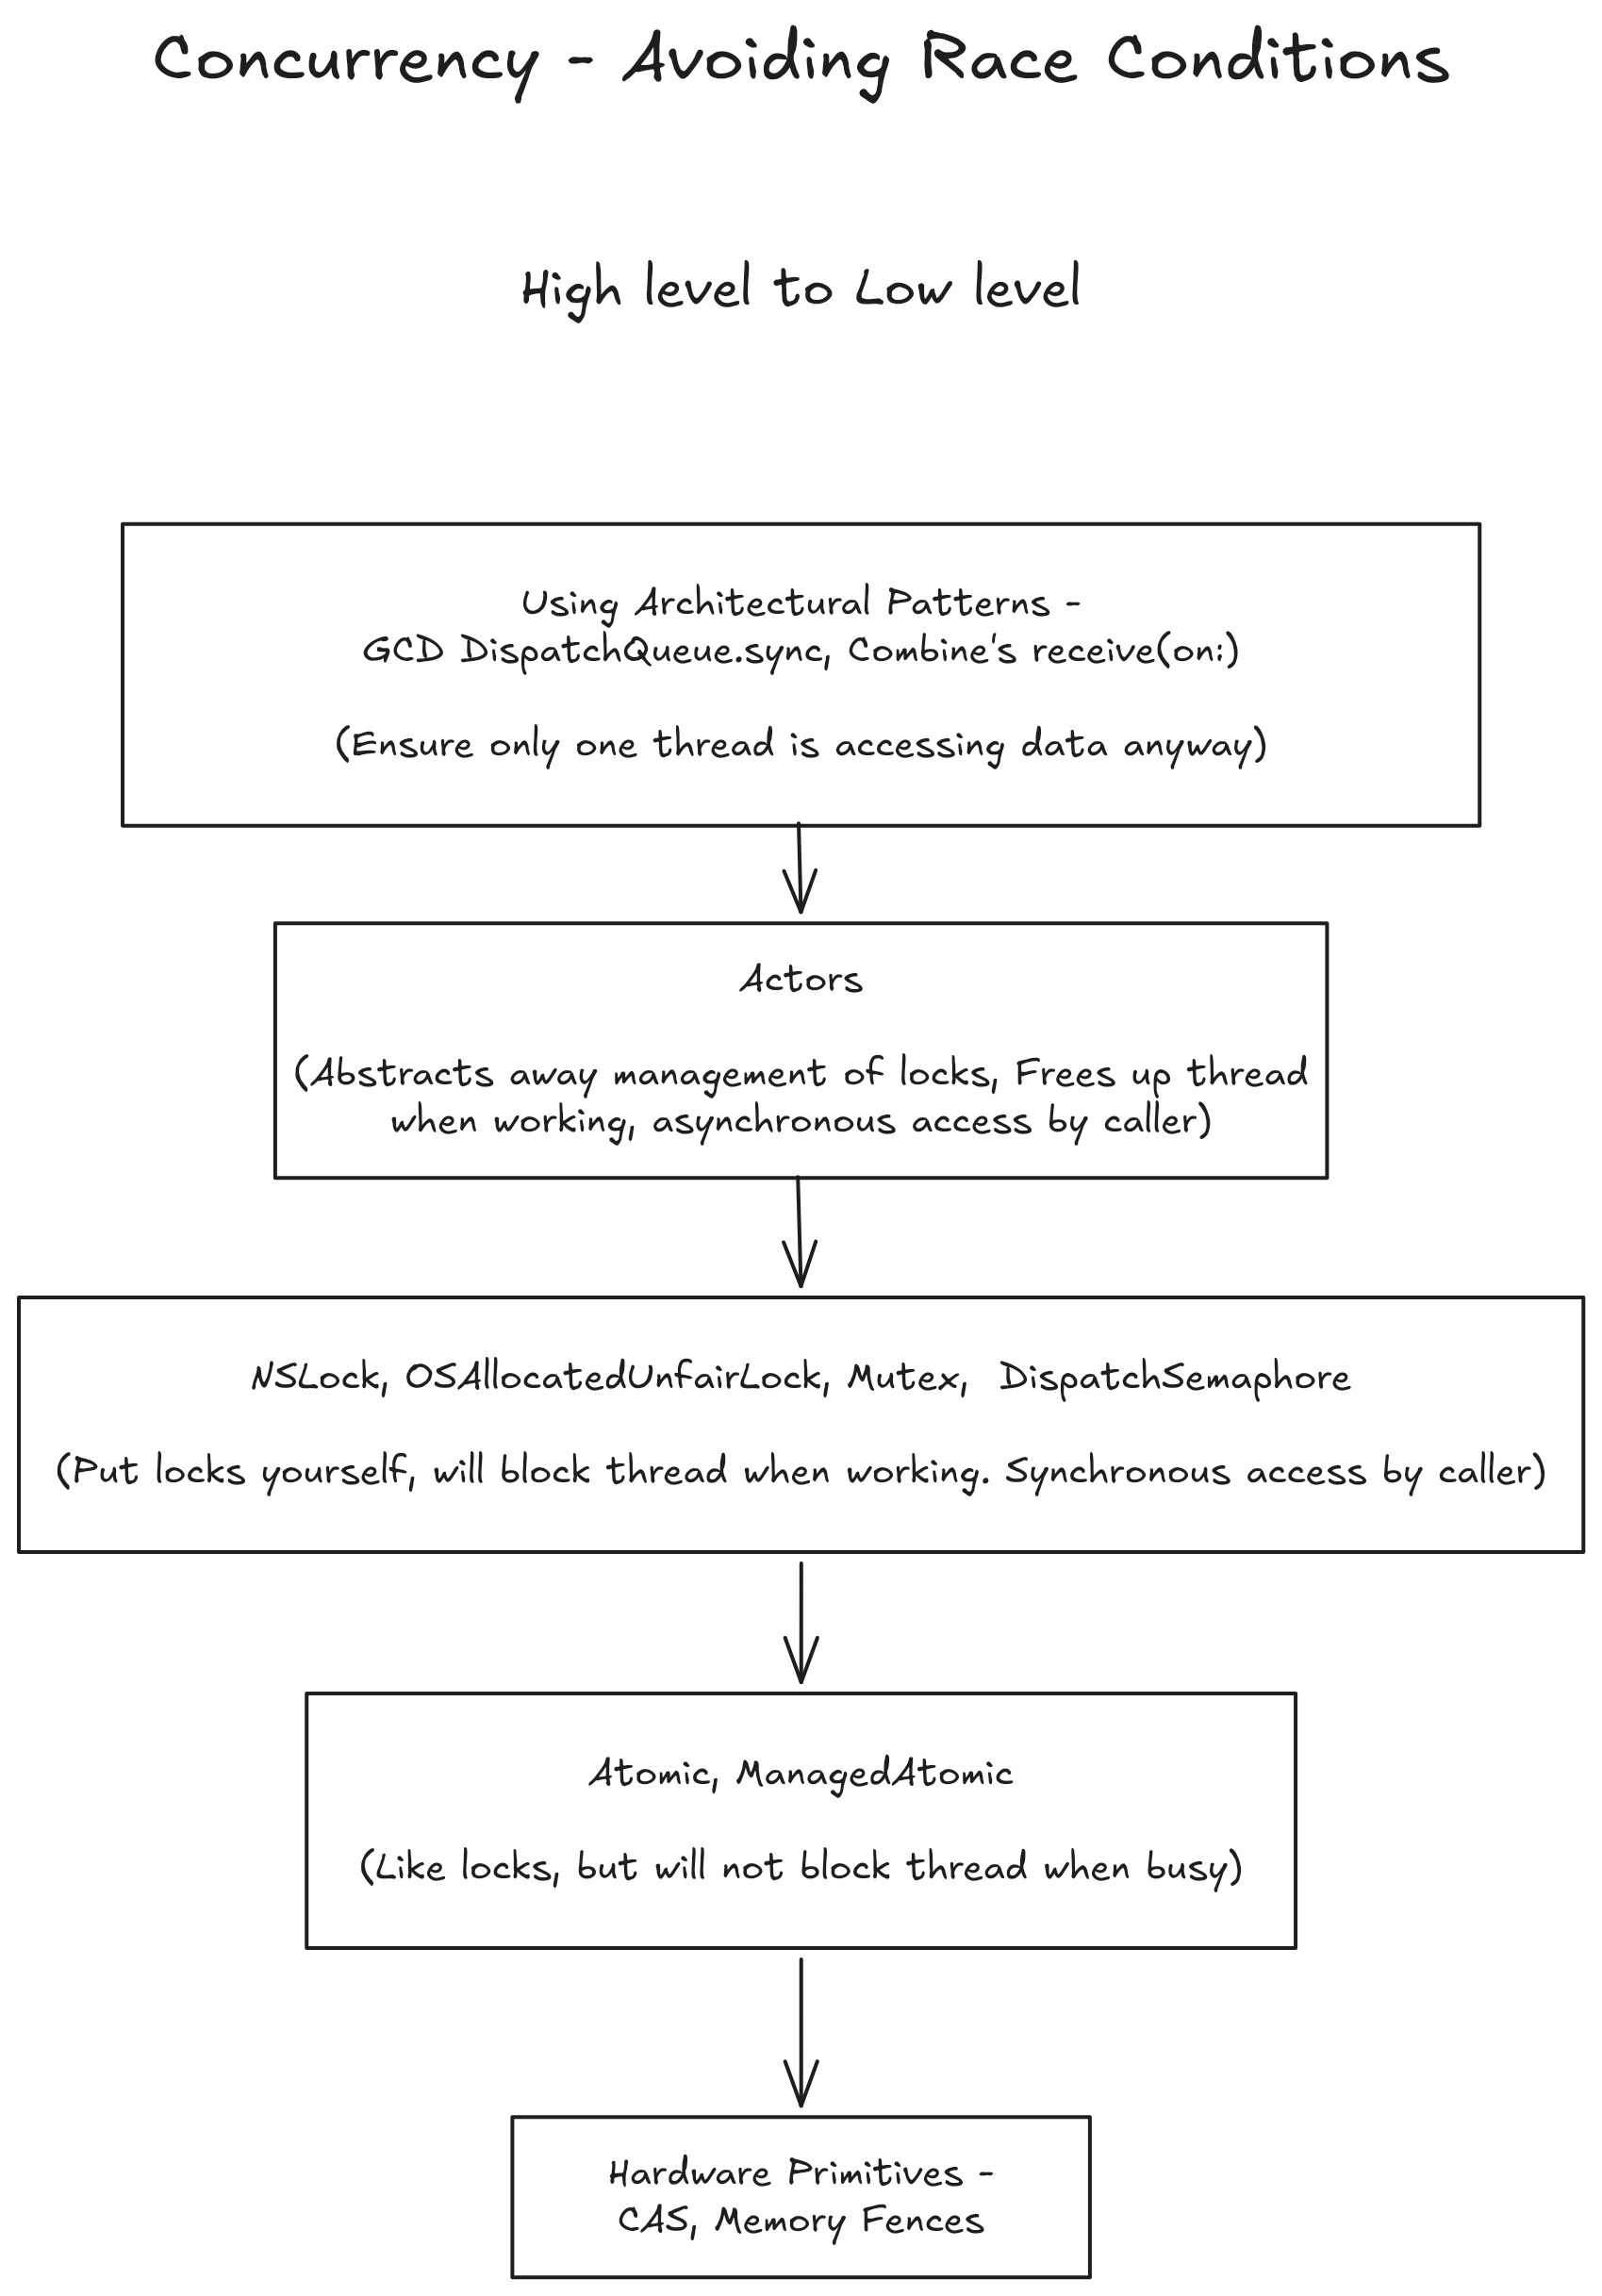 Concurrency - Avoiding Race Conditions
High level to Low level
Using Architectural Patterns -
GCD DispatchQueue.sync, Combine's receive(on:)
(Ensure only one thread is accessing data anyway)
Actors
(Abstracts away management of locks, Frees up thread
when working, asynchronous access by caller)
NSLock, OSAllocatedUnfairLock, Mutex, DispatchSemaphore
(Put locks yourself, will block thread when working. Synchronous access by caller)
Atomic, ManagedAtomic
(Like locks, but will not block thread when busy)
Hardware Primitives -
CAS, Memory Fences